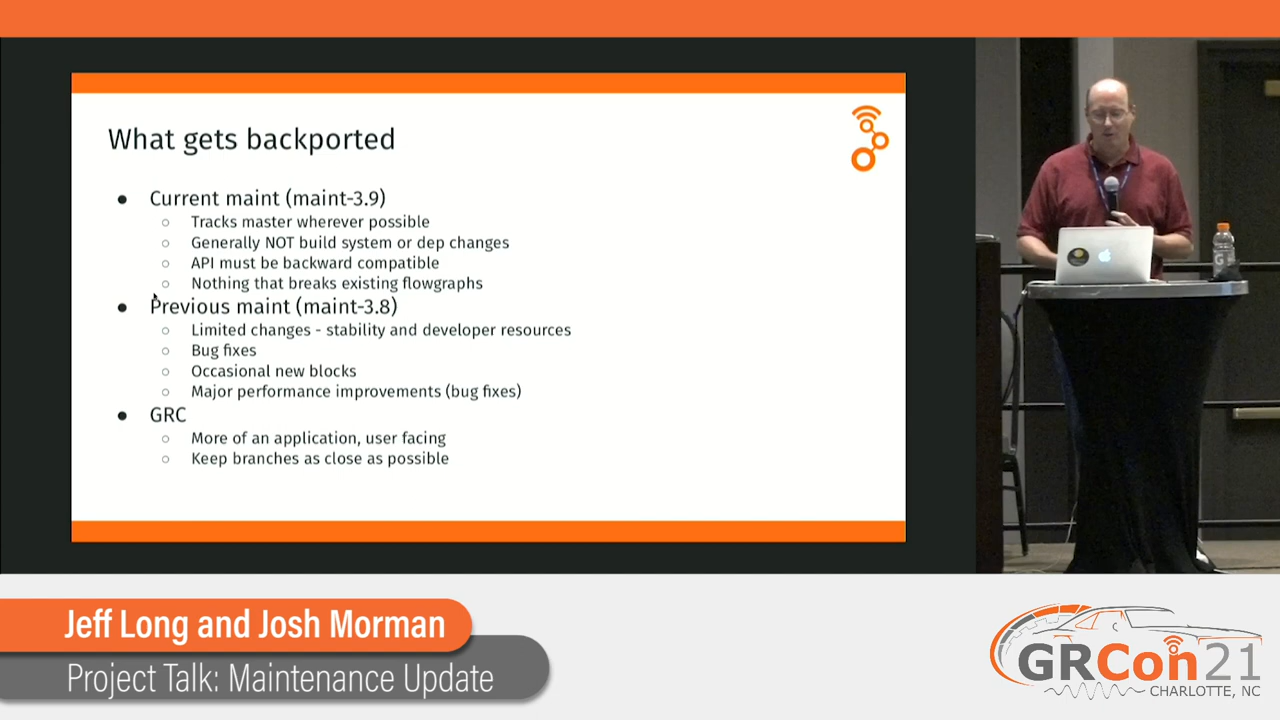 What gets backported
● Current maint (maint-3.9)
○ Tracks master wherever possible
○ Generally NOT build system or dep changes
○ API must be backward compatible
○ Nothing that breaks existing flowgraphs
● Previous maint (maint-3.8)
○ Limited changes - stability and developer resources
○ Bug fixes
○ Occasional new blocks
○ Major performance improvements (bug fixes)
● GRC
○ More of an application, user facing
○ Keep branches as close as possible
G
Jeff Long and Josh Morman
Project Talk: Maintenance Update
GRCon21
CHARLOTTE, NC